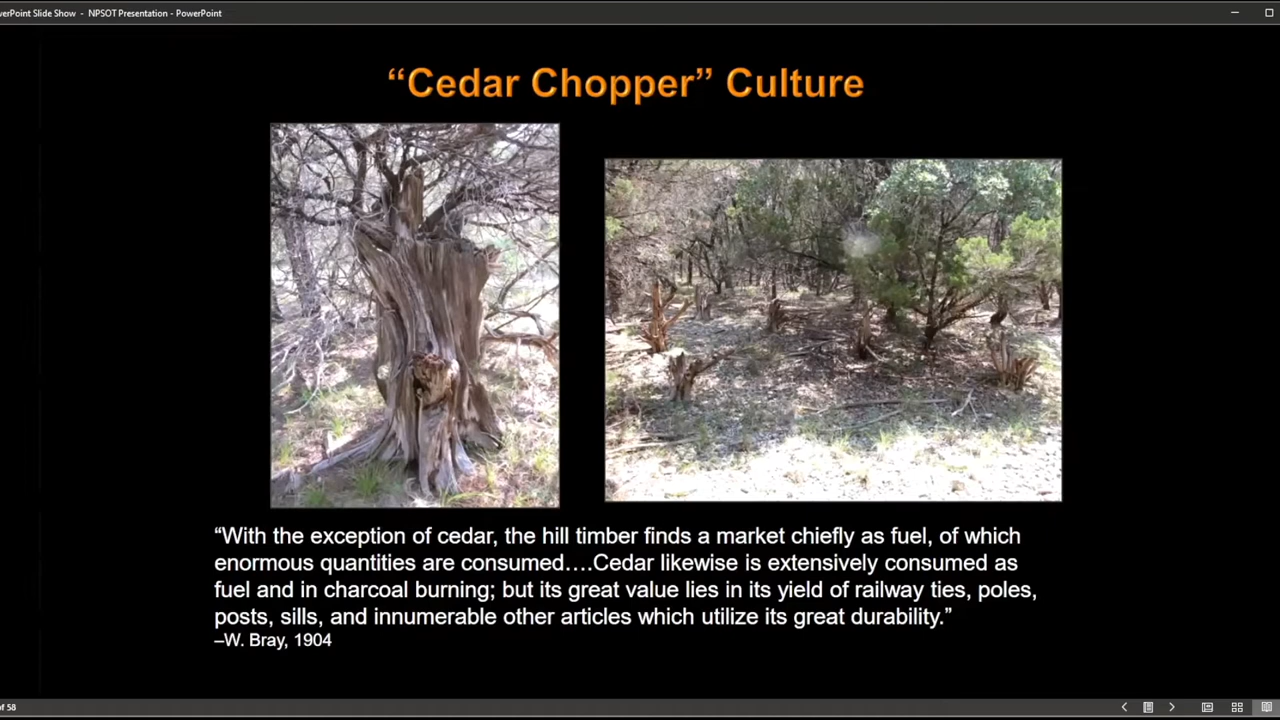 PowerPoint Slide Show - NPSOT Presentation - PowerPoint
“Cedar Chopper” Culture
“With the exception of cedar, the hill timber finds a market chiefly as fuel, of which
enormous quantities are consumed….Cedar likewise is extensively consumed as
fuel and in charcoal burning; but its great value lies in its yield of railway ties, poles,
posts, sills, and innumerable other articles which utilize its great durability.”
–W. Bray, 1904
of 58